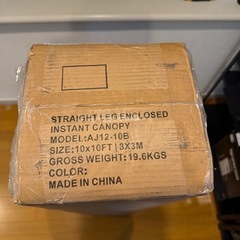 STRAIGHT LEG ENCLOSED
INSTANT CANOPY
MODEL:AJ12-10B
SIZE:10x10FT | 3X3M
GROSS WEIGHT:19.6KGS
COLOR:
MADE IN CHINA